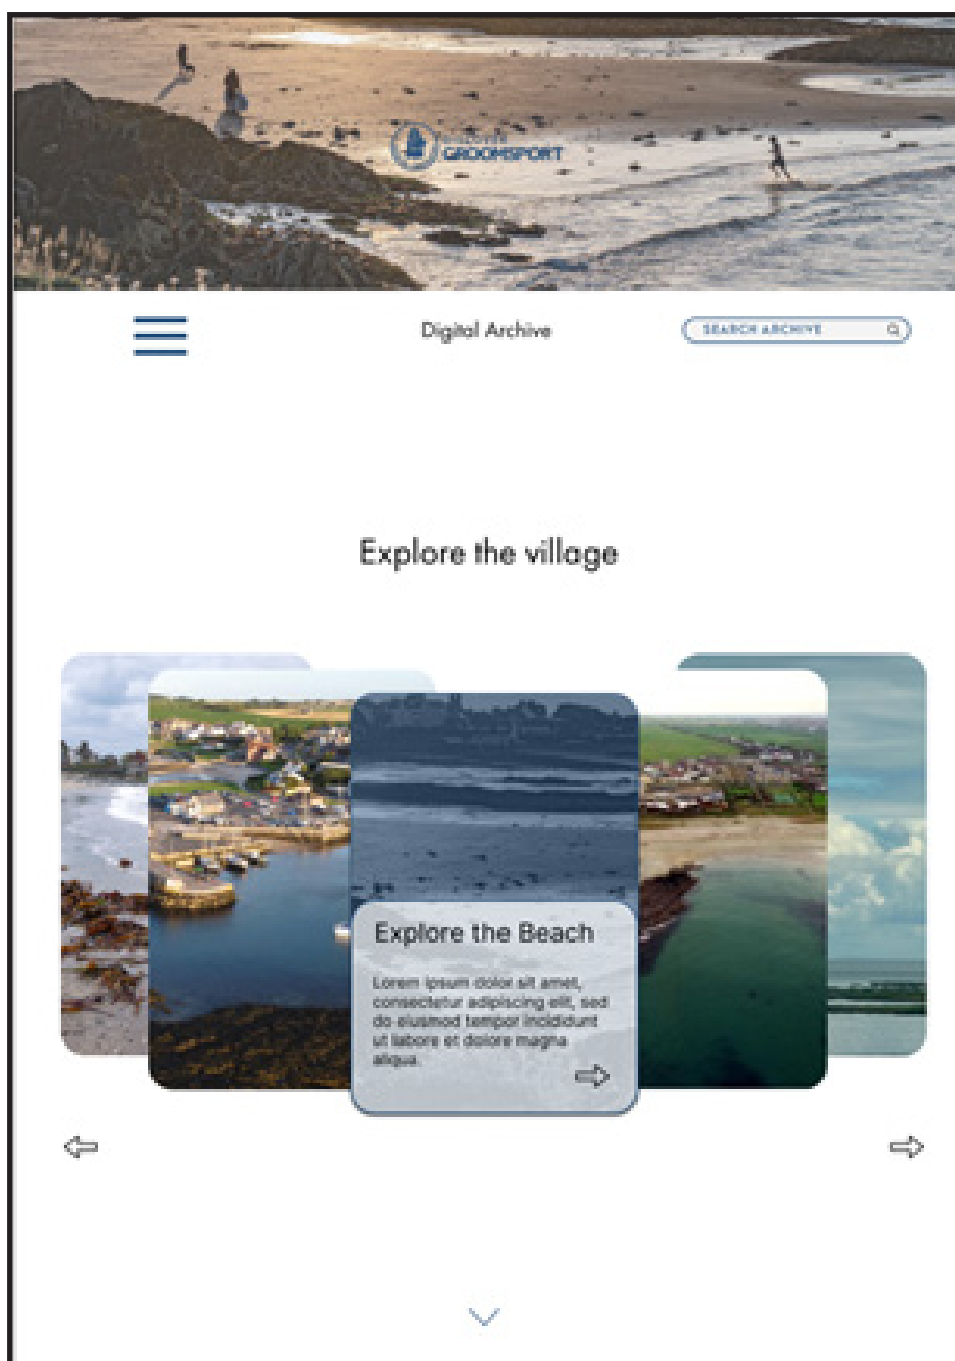 GROOMSPORT
Digital Archive
SEARCH ARCHIVE
Explore the village
Explore the Beach
Lorem ipsum dolor sit amet,
consectetur adipiscing elit, sed
do eiusmod tempor incididunt
ut labore et dolore magna
aliqua.